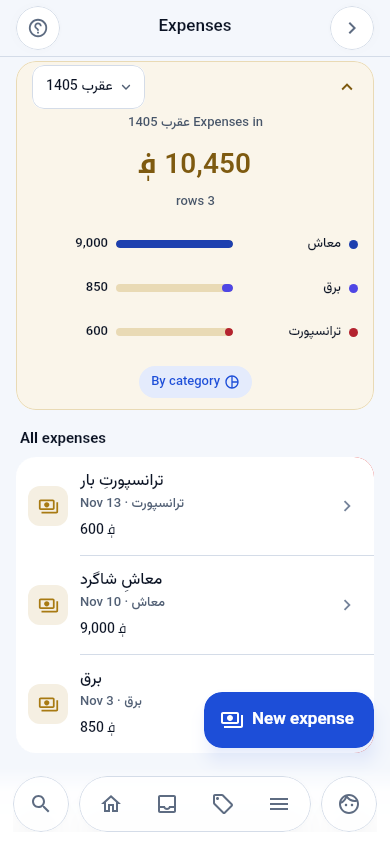 Expenses
عقرب 1405
Expenses in عقرب 1405
؋ 10,450
3 rows
معاش
9,000
برق
850
ترانسپورت
600
By category
All expenses
ترانسپورتِ بار
Nov 13 · ترانسپورت
600 ؋
معاشِ شاگرد
Nov 10 · معاش
9,000 ؋
برق
Nov 3 · برق
850 ؋
New expense